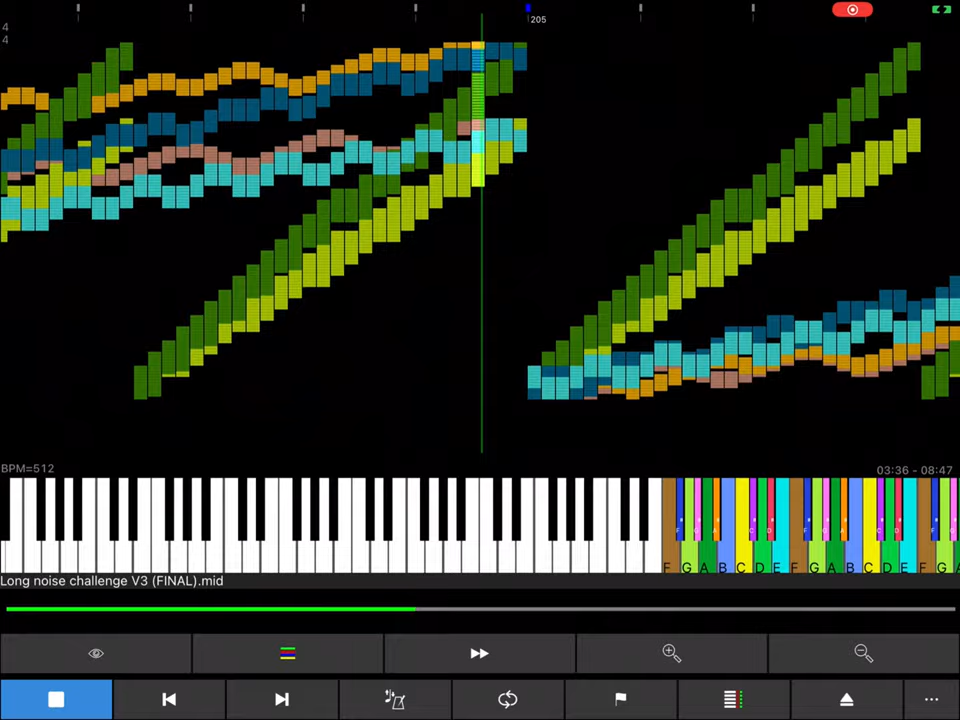 205
4
4
BPM=512
03:36 - 08:47
F G A B C D E F G A B C D E F G
Long noise challenge V3 (FINAL).mid